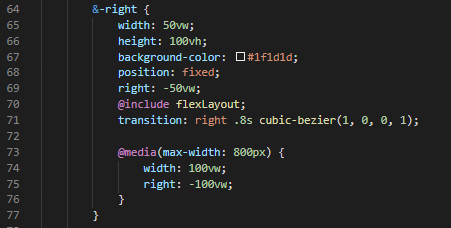 64 &-right {
65 width: 50vw;
66 height: 100vh;
67 background-color: #1f1d1d;
68 position: fixed;
69 right: -50vw;
70 @include flexLayout;
71 transition: right .8s cubic-bezier(1, 0, 0, 1);
72
73 @media(max-width: 800px) {
74 width: 100vw;
75 right: -100vw;
76 }
77 }